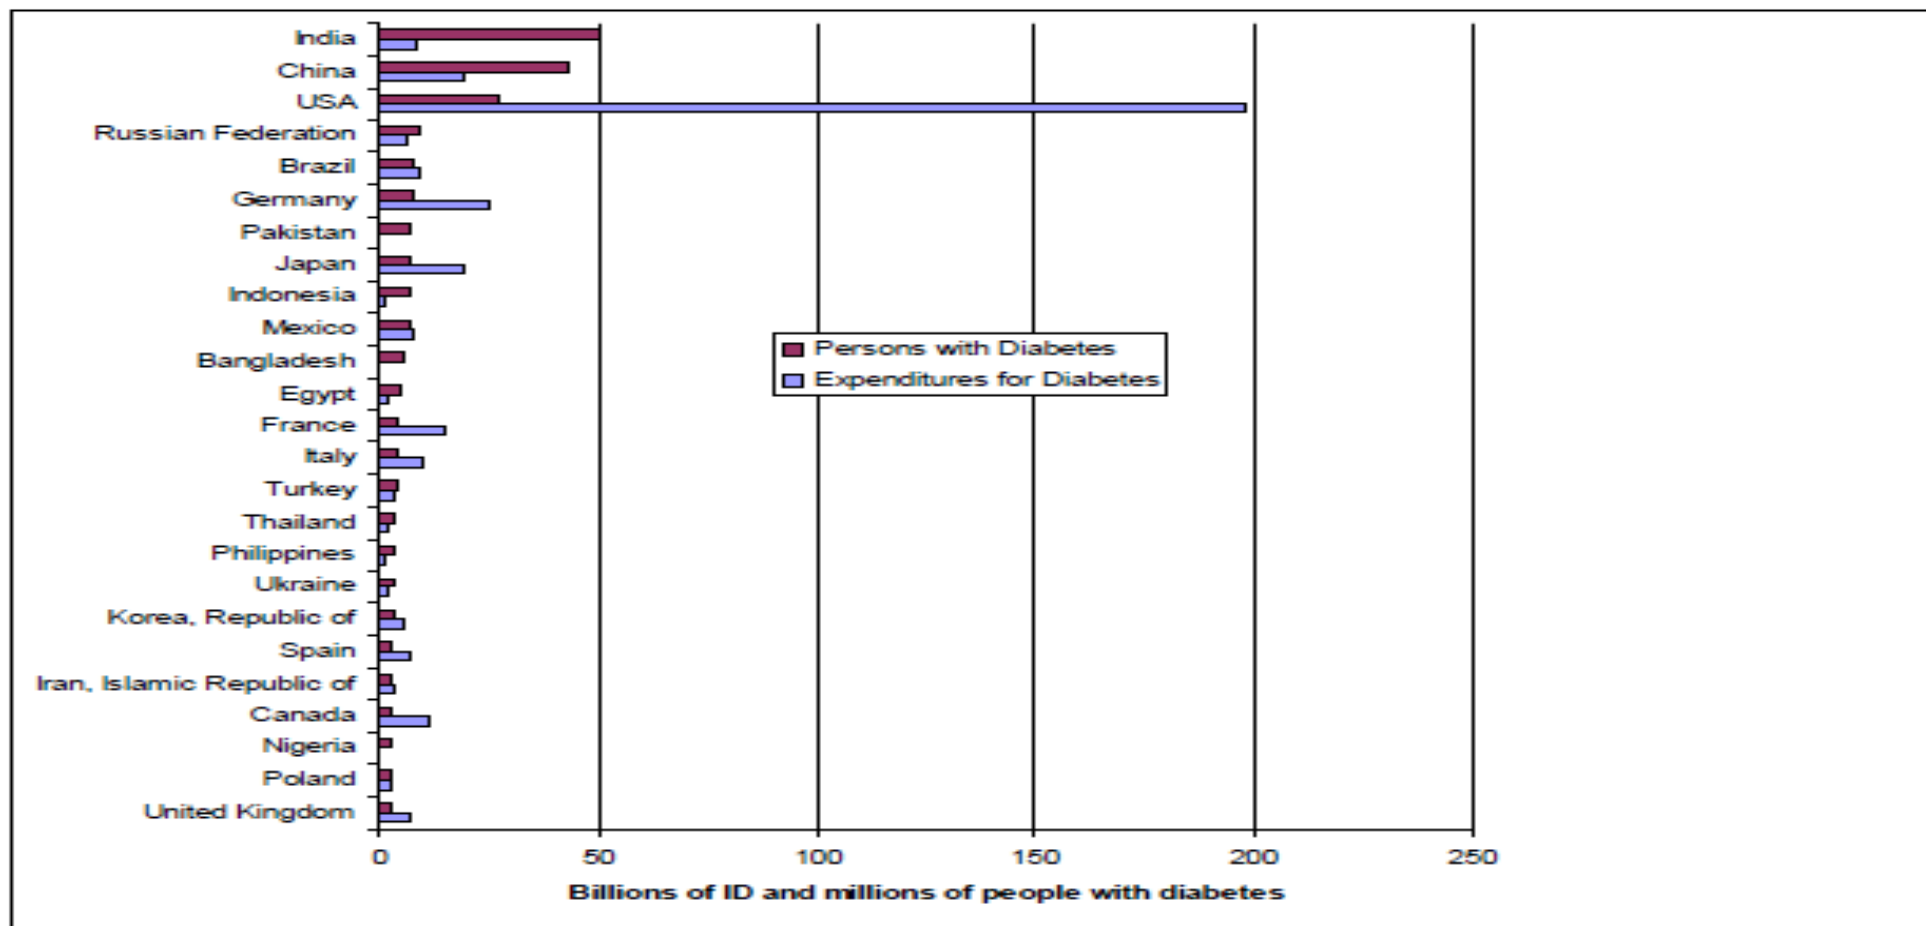 India
China
USA
Russian Federation
Brazil
Germany
Pakistan
Japan
Indonesia
Mexico
Bangladesh
Egypt
France
Italy
Turkey
Thailand
Philippines
Ukraine
Korea, Republic of
Spain
Iran, Islamic Republic of
Canada
Nigeria
Poland
United Kingdom
Persons with Diabetes
Expenditures for Diabetes
0 50 100 150 200 250
Billions of ID and millions of people with diabetes